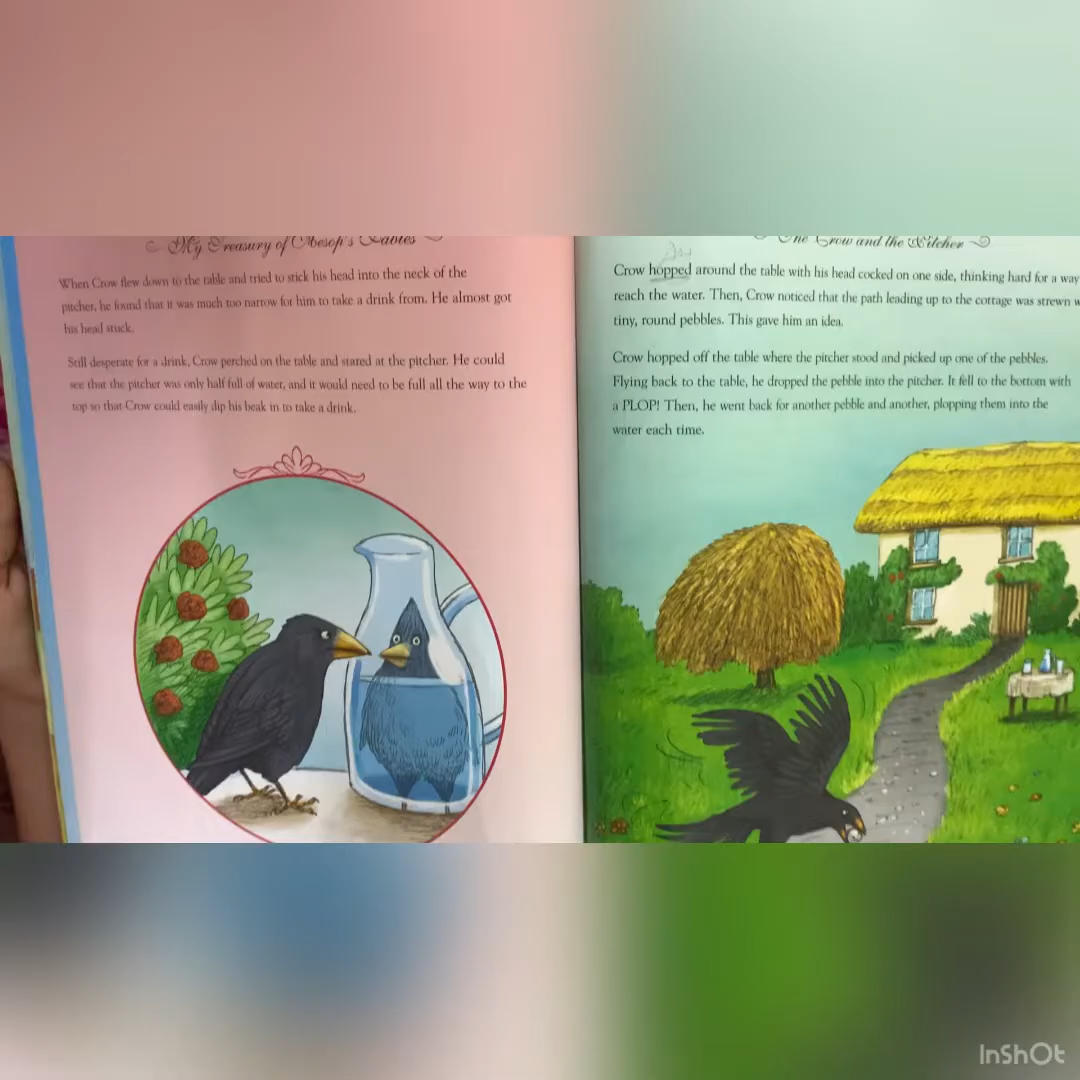 My Treasury of Aesop's Fables
When Crow flew down to the table and tried to stick his head into the neck of the
pitcher, he found that it was much too narrow for him to take a drink from. He almost got
his head stuck.
Still desperate for a drink, Crow perched on the table and stared at the pitcher. He could
see that the pitcher was only half full of water, and it would need to be full all the way to the
top so that Crow could easily dip his beak in to take a drink.
The Crow and the Pitcher
Crow hopped around the table with his head cocked on one side, thinking hard for a way
reach the water. Then, Crow noticed that the path leading up to the cottage was strewn
tiny, round pebbles. This gave him an idea.
Crow hopped off the table where the pitcher stood and picked up one of the pebbles.
Flying back to the table, he dropped the pebble into the pitcher. It fell to the bottom with
a PLOP! Then, he went back for another pebble and another, plopping them into the
water each time.
InShOt